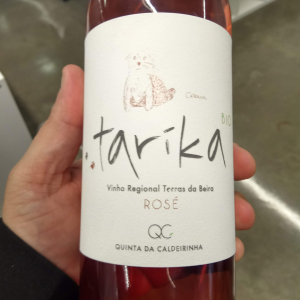 BIO
tarika
Vinho Regional Terras da Beira
ROSÉ
QC
QUINTA DA CALDEIRINHA